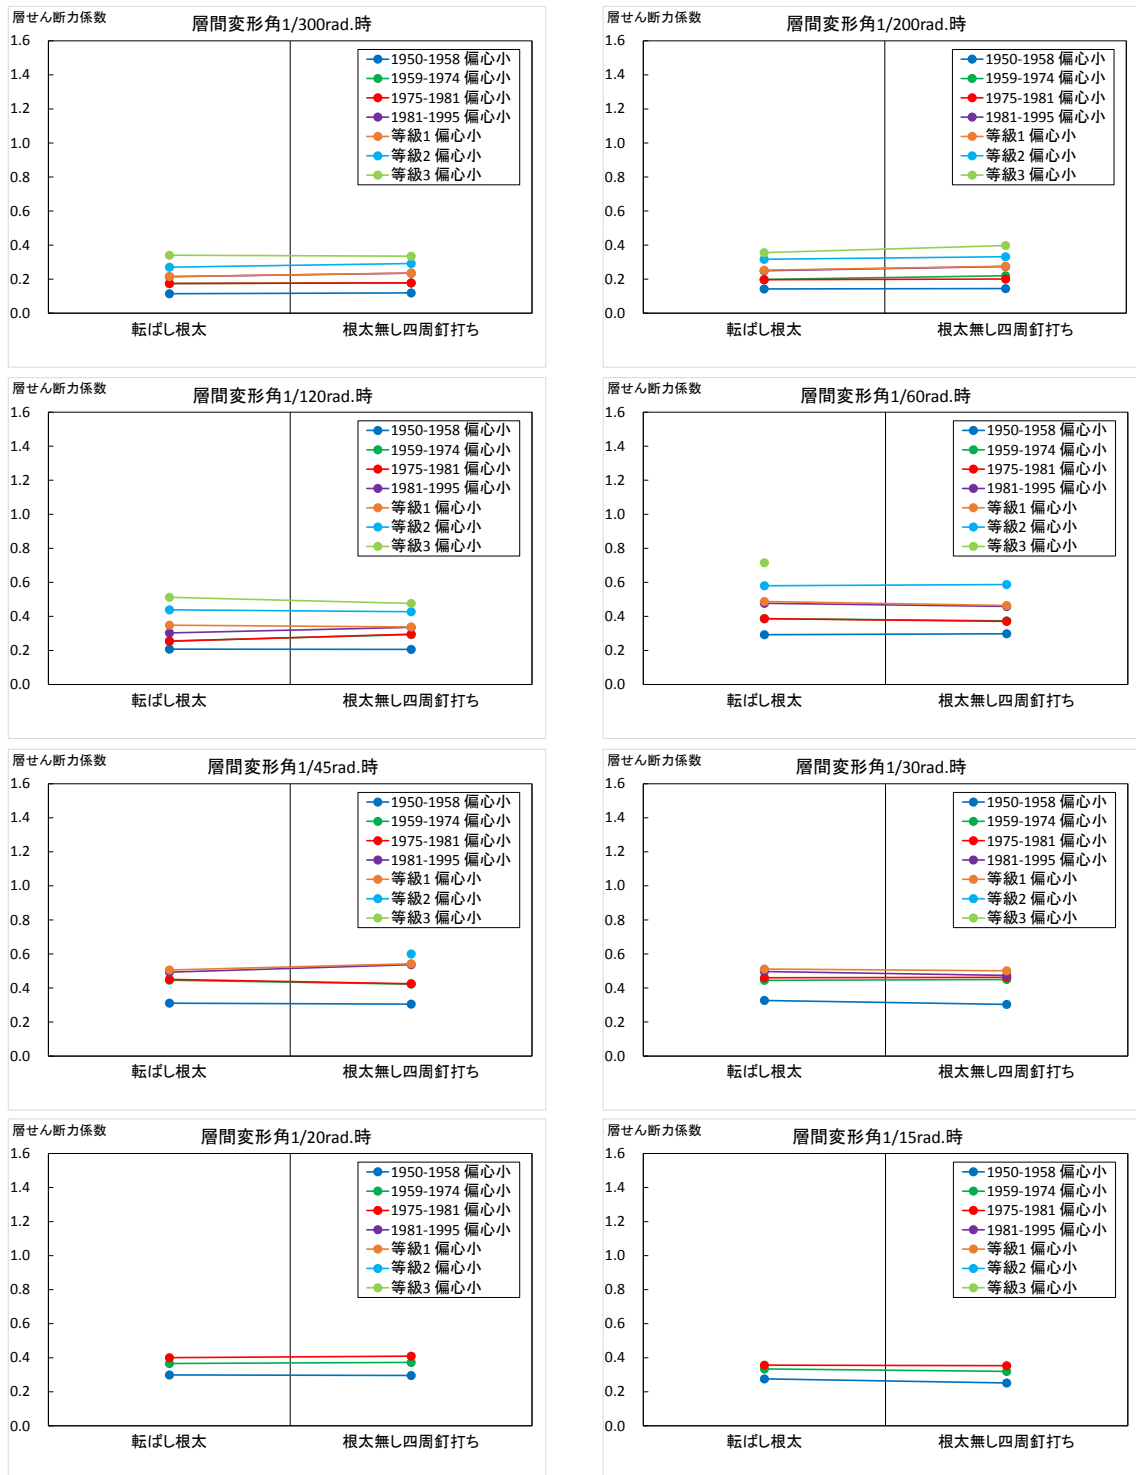 層せん断力係数
層間変形角1/300rad.時
1.6
1.4
1.2
1.0
0.8
0.6
0.4
0.2
0.0
1950-1958 偏心小
1959-1974 偏心小
1975-1981 偏心小
1981-1995 偏心小
等級1 偏心小
等級2 偏心小
等級3 偏心小
転ばし根太
根太無し四周釘打ち
層せん断力係数
層間変形角1/200rad.時
1.6
1.4
1.2
1.0
0.8
0.6
0.4
0.2
0.0
1950-1958 偏心小
1959-1974 偏心小
1975-1981 偏心小
1981-1995 偏心小
等級1 偏心小
等級2 偏心小
等級3 偏心小
転ばし根太
根太無し四周釘打ち
層せん断力係数
層間変形角1/120rad.時
1.6
1.4
1.2
1.0
0.8
0.6
0.4
0.2
0.0
1950-1958 偏心小
1959-1974 偏心小
1975-1981 偏心小
1981-1995 偏心小
等級1 偏心小
等級2 偏心小
等級3 偏心小
転ばし根太
根太無し四周釘打ち
層せん断力係数
層間変形角1/60rad.時
1.6
1.4
1.2
1.0
0.8
0.6
0.4
0.2
0.0
1950-1958 偏心小
1959-1974 偏心小
1975-1981 偏心小
1981-1995 偏心小
等級1 偏心小
等級2 偏心小
等級3 偏心小
転ばし根太
根太無し四周釘打ち
層せん断力係数
層間変形角1/45rad.時
1.6
1.4
1.2
1.0
0.8
0.6
0.4
0.2
0.0
1950-1958 偏心小
1959-1974 偏心小
1975-1981 偏心小
1981-1995 偏心小
等級1 偏心小
等級2 偏心小
等級3 偏心小
転ばし根太
根太無し四周釘打ち
層せん断力係数
層間変形角1/30rad.時
1.6
1.4
1.2
1.0
0.8
0.6
0.4
0.2
0.0
1950-1958 偏心小
1959-1974 偏心小
1975-1981 偏心小
1981-1995 偏心小
等級1 偏心小
等級2 偏心小
等級3 偏心小
転ばし根太
根太無し四周釘打ち
層せん断力係数
層間変形角1/20rad.時
1.6
1.4
1.2
1.0
0.8
0.6
0.4
0.2
0.0
1950-1958 偏心小
1959-1974 偏心小
1975-1981 偏心小
1981-1995 偏心小
等級1 偏心小
等級2 偏心小
等級3 偏心小
転ばし根太
根太無し四周釘打ち
層せん断力係数
層間変形角1/15rad.時
1.6
1.4
1.2
1.0
0.8
0.6
0.4
0.2
0.0
1950-1958 偏心小
1959-1974 偏心小
1975-1981 偏心小
1981-1995 偏心小
等級1 偏心小
等級2 偏心小
等級3 偏心小
転ばし根太
根太無し四周釘打ち